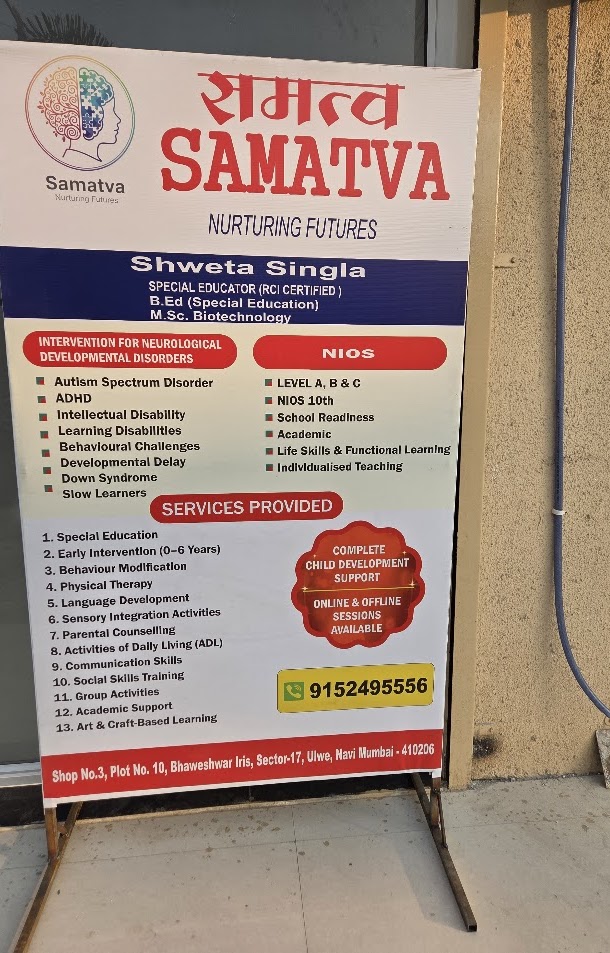 समत्व
SAMATVA
Samatva
Nurturing Futures
NURTURING FUTURES
Shweta Singla
SPECIAL EDUCATOR (RCI CERTIFIED )
B.Ed (Special Education)
M.Sc. Biotechnology
INTERVENTION FOR NEUROLOGICAL
DEVELOPMENTAL DISORDERS
Autism Spectrum Disorder
ADHD
Intellectual Disability
Learning Disabilities
Behavioural Challenges
Developmental Delay
Down Syndrome
Slow Learners
NIOS
LEVEL A, B & C
NIOS 10th
School Readiness
Academic
Life Skills & Functional Learning
Individualised Teaching
SERVICES PROVIDED
1. Special Education
2. Early Intervention (0–6 Years)
3. Behaviour Modification
4. Physical Therapy
5. Language Development
6. Sensory Integration Activities
7. Parental Counselling
8. Activities of Daily Living (ADL)
9. Communication Skills
10. Social Skills Training
11. Group Activities
12. Academic Support
13. Art & Craft-Based Learning
COMPLETE
CHILD DEVELOPMENT
SUPPORT
ONLINE & OFFLINE
SESSIONS
AVAILABLE
9152495556
Shop No.3, Plot No. 10, Bhaweshwar Iris, Sector-17, Ulwe, Navi Mumbai - 410206